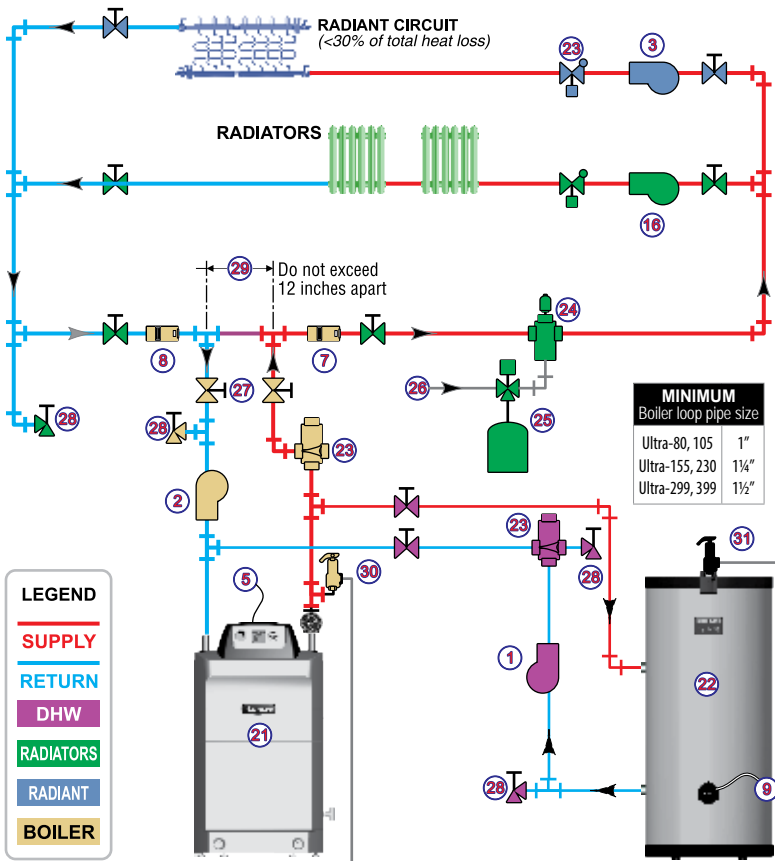 RADIANT CIRCUIT
(<30% of total heat loss)
23
3
RADIATORS
16
29
Do not exceed
12 inches apart
24
8
7
26
27
25
28
28
23
MINIMUM
Boiler loop pipe size
Ultra-80, 105 1"
Ultra-155, 230 1¼"
Ultra-299, 399 1½"
2
23
31
30
28
5
LEGEND
SUPPLY
RETURN
DHW
RADIATORS
RADIANT
BOILER
1
22
21
28
9